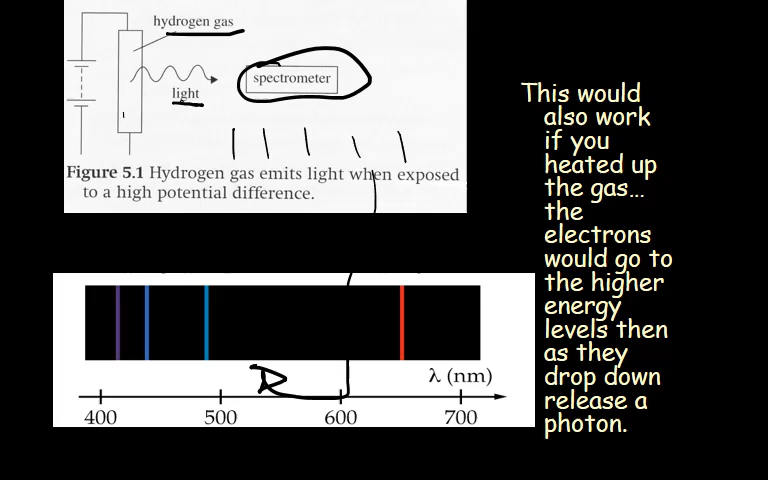 hydrogen gas
spectrometer
light
Figure 5.1 Hydrogen gas emits light when exposed
to a high potential difference.
This would
also work
if you
heated up
the gas…
the
electrons
would go to
the higher
energy
levels then
as they
drop down
release a
photon.
λ (nm)
400 500 600 700